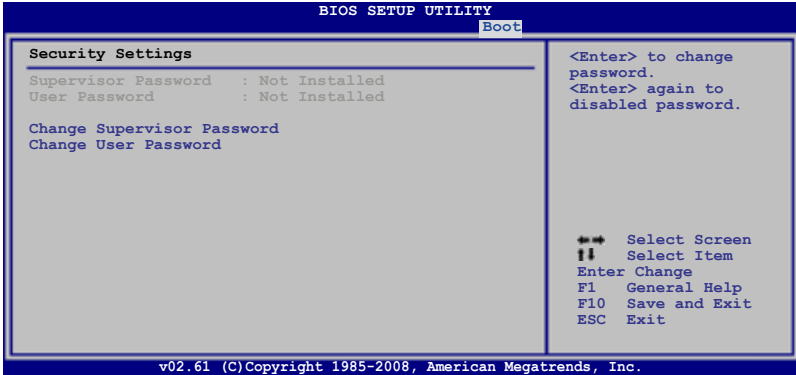 BIOS SETUP UTILITY
Boot
Security Settings
Supervisor Password : Not Installed
User Password : Not Installed
Change Supervisor Password
Change User Password
<Enter> to change
password.
<Enter> again to
disabled password.
←→ Select Screen
↑↓ Select Item
Enter Change
F1 General Help
F10 Save and Exit
ESC Exit
v02.61 (C)Copyright 1985-2008, American Megatrends, Inc.